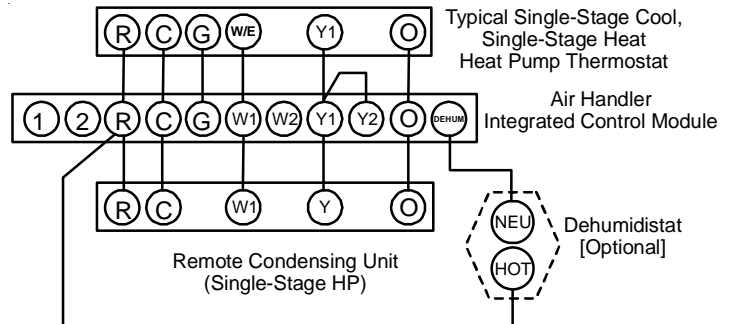 R C G W/E Y1 O
Typical Single-Stage Cool,
Single-Stage Heat
Heat Pump Thermostat
1 2 R C G W1 W2 Y1 Y2 O DEHUM
Air Handler
Integrated Control Module
R C W1 Y O
Remote Condensing Unit
(Single-Stage HP)
NEU
HOT
Dehumidistat
[Optional]